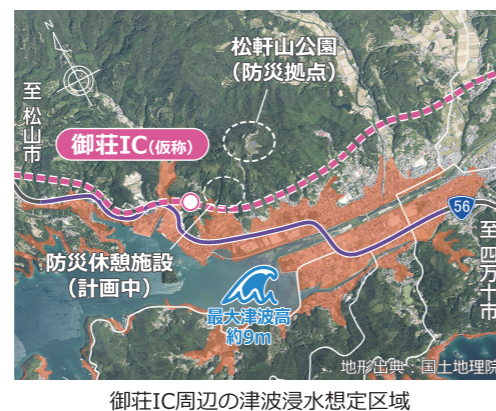 N
松軒山公園
（防災拠点）
至 松山市
御荘IC(仮称)
56
至 四万十市
防災休憩施設
（計画中）
最大津波高
約9m
地形出典：国土地理院
御荘IC周辺の津波浸水想定区域